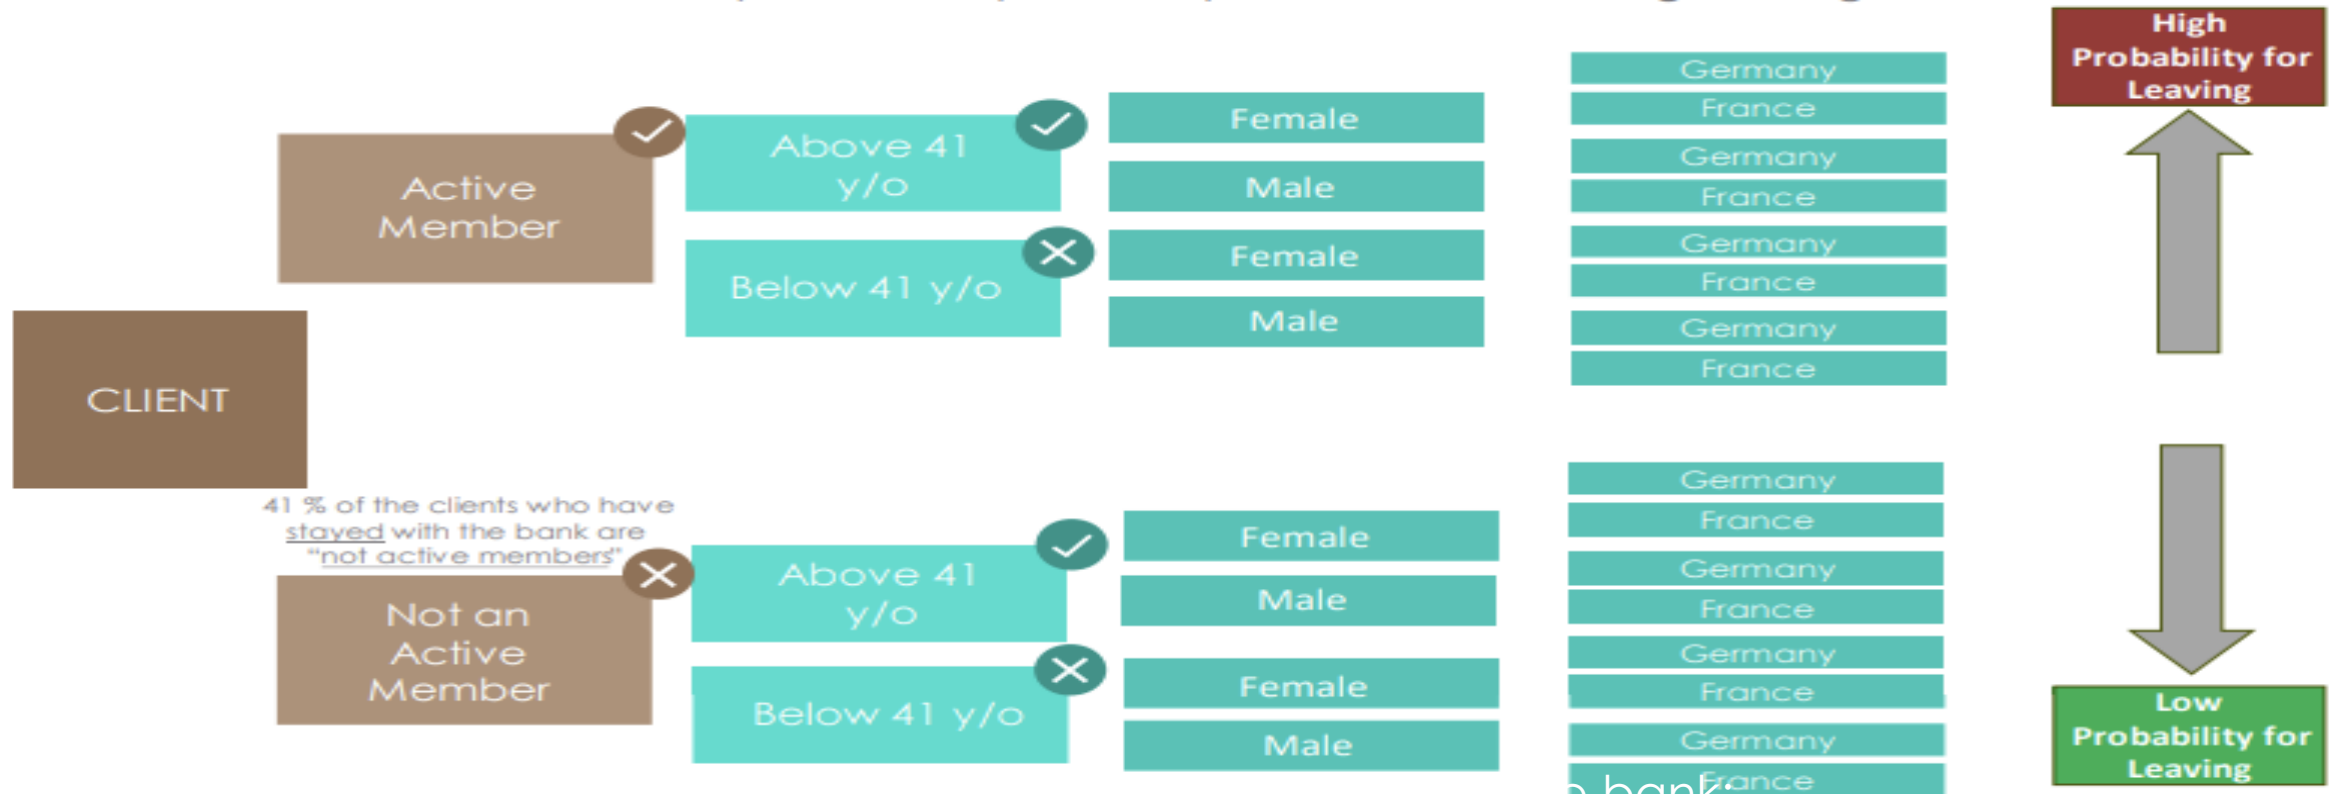 High
Probability for
Leaving
Germany
France
Female
Above 41
y/o
Germany
Male
France
Active
Member
Germany
Female
France
Below 41 y/o
Germany
Male
France
CLIENT
41 % of the clients who have
stayed with the bank are
"not active members"
Germany
France
Female
Above 41
y/o
Germany
Male
France
Not an
Active
Member
Germany
Female
France
Below 41 y/o
Germany
Male
France
bank:
Low
Probability for
Leaving